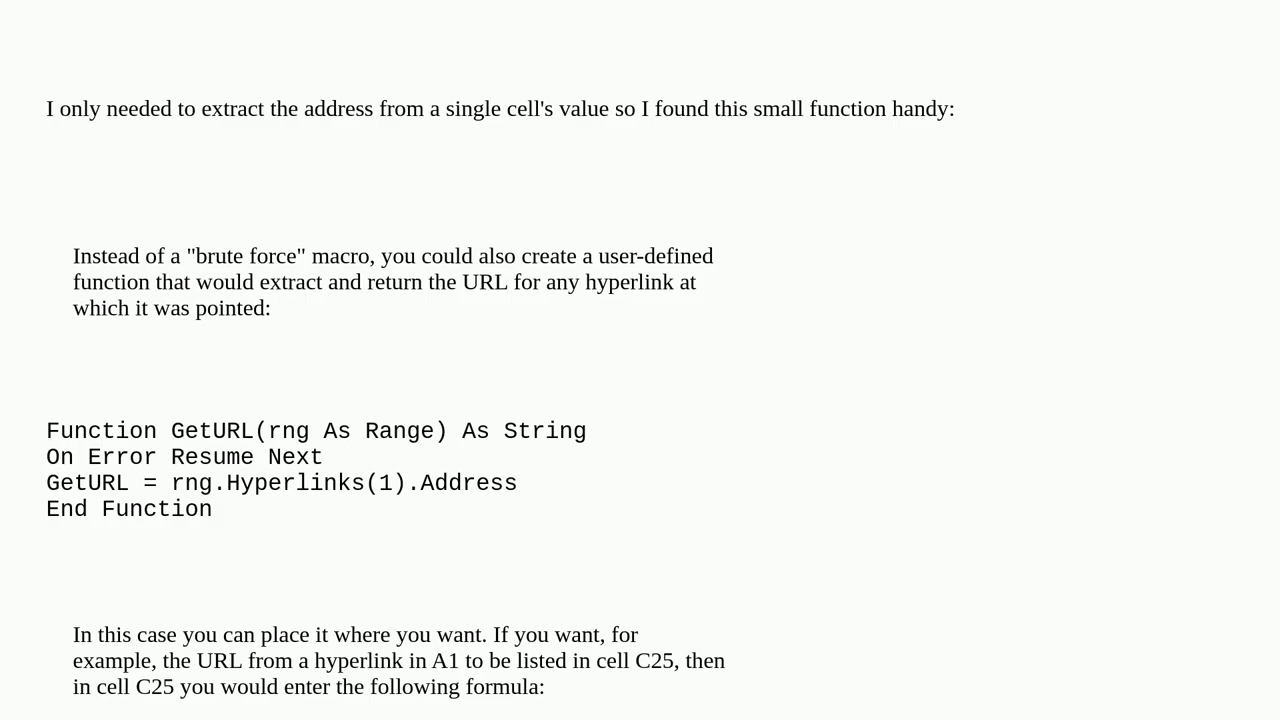 I only needed to extract the address from a single cell's value so I found this small function handy:
Instead of a "brute force" macro, you could also create a user-defined
function that would extract and return the URL for any hyperlink at
which it was pointed:
Function GetURL(rng As Range) As String
On Error Resume Next
GetURL = rng.Hyperlinks(1).Address
End Function
In this case you can place it where you want. If you want, for
example, the URL from a hyperlink in A1 to be listed in cell C25, then
in cell C25 you would enter the following formula: